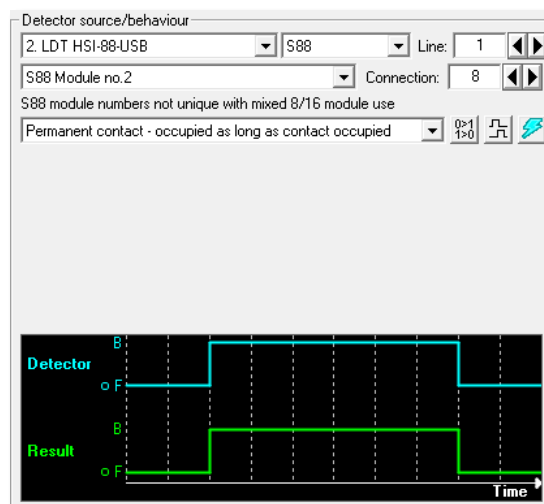 Detector source/behaviour
2. LDT HSI-88-USB S88 Line: 1
S88 Module no.2 Connection: 8
S88 module numbers not unique with mixed 8/16 module use
Permanent contact - occupied as long as contact occupied 0>1
1>0
B
Detector
o F
B
Result
o F
Time